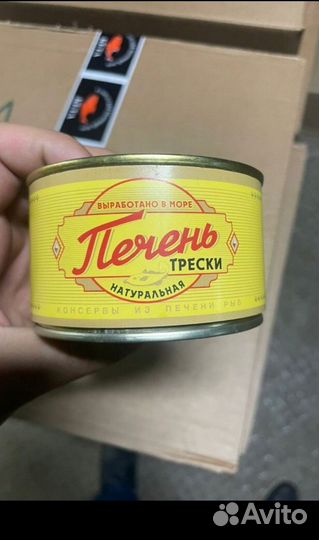 ВЫРАБОТАНО В МОРЕ
Печень
ТРЕСКИ
НАТУРАЛЬНАЯ
КОНСЕРВЫ ИЗ ПЕЧЕНИ РЫБ
Avito